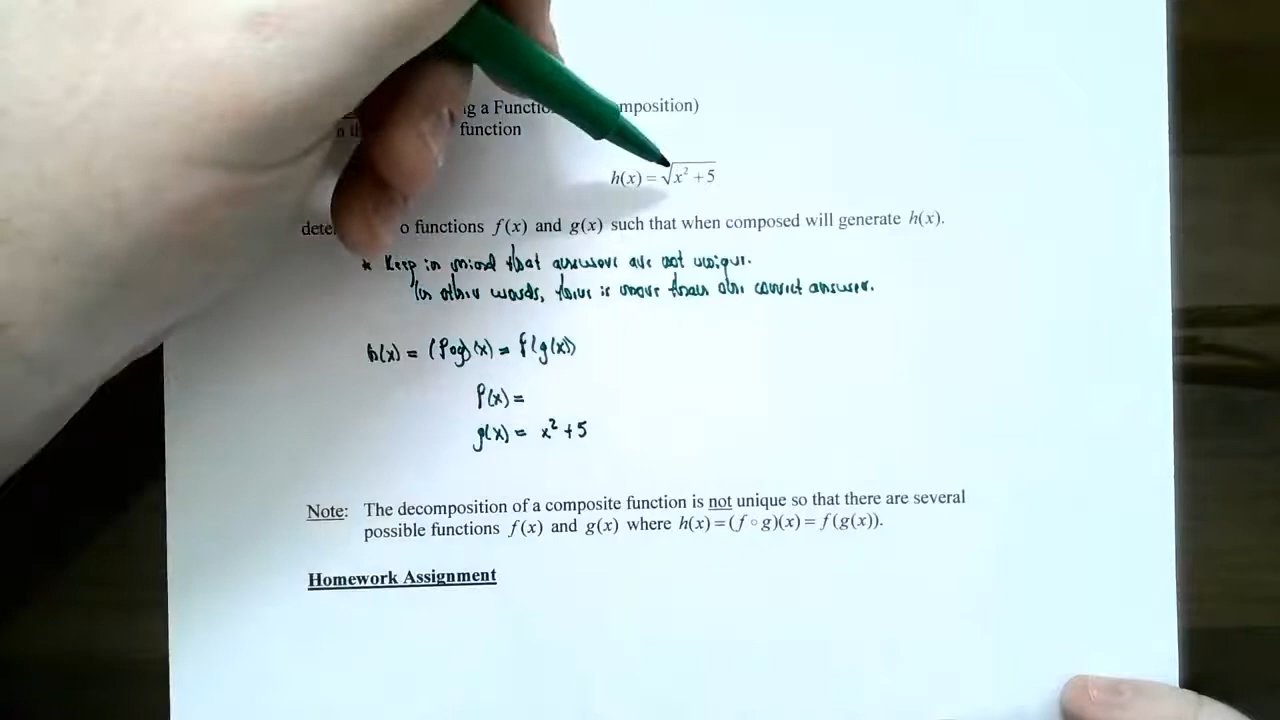 g a Functio mposition)
function
h(x) = √x² + 5
dete o functions f(x) and g(x) such that when composed will generate h(x).
* Keep in mind that answers are not unique.
In other words, there is more than one correct answer.
h(x) = (f∘g)(x) = f(g(x))
f(x) =
g(x) = x² + 5
Note: The decomposition of a composite function is not unique so that there are several
possible functions f(x) and g(x) where h(x) = (f ∘ g)(x) = f(g(x)).
Homework Assignment